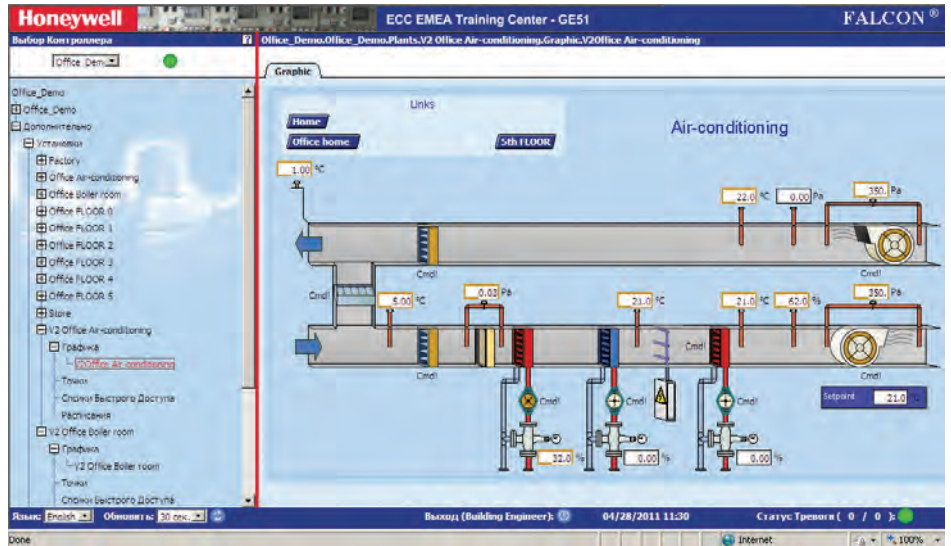 Honeywell
ECC EMEA Training Center - GE51
FALCON®
Выбор Контроллера
?
Office_Demo.Office_Demo.Plants.V2 Office Air-conditioning.Graphic.V2Office Air-conditioning
Office_Dem
Graphic
Office_Demo
Office_Demo
Дополнительно
Установки
Factory
Office Air-conditioning
Office Boiler room
Office FLOOR 0
Office FLOOR 1
Office FLOOR 2
Office FLOOR 3
Office FLOOR 4
Office FLOOR 5
Store
V2 Office Air-conditioning
Графика
V2Office Air-conditioning
Точки
Списки Быстрого Доступа
Расписания
V2 Office Boiler room
Графика
V2 Office Boiler room
Точки
Списки Быстрого Доступа
Links
Home
Office home
5th FLOOR
Air-conditioning
1.00 °C
22.0 °C
0.00 Pa
350. Pa
Cmd!
Cmd!
Cmd!
5.00 °C
0.03 Pa
21.0 °C
21.0 °C
62.0 %
350. Pa
Cmd!
Cmd!
Cmd!
Cmd!
Cmd!
Cmd!
Setpoint 21.0
32.0 %
0.00 %
0.00 %
Язык: English
Обновить: 30 сек.
Выход (Building Engineer):
04/28/2011 11:30
Статус Тревоги ( 0 / 0 ):
Done
Internet
100%